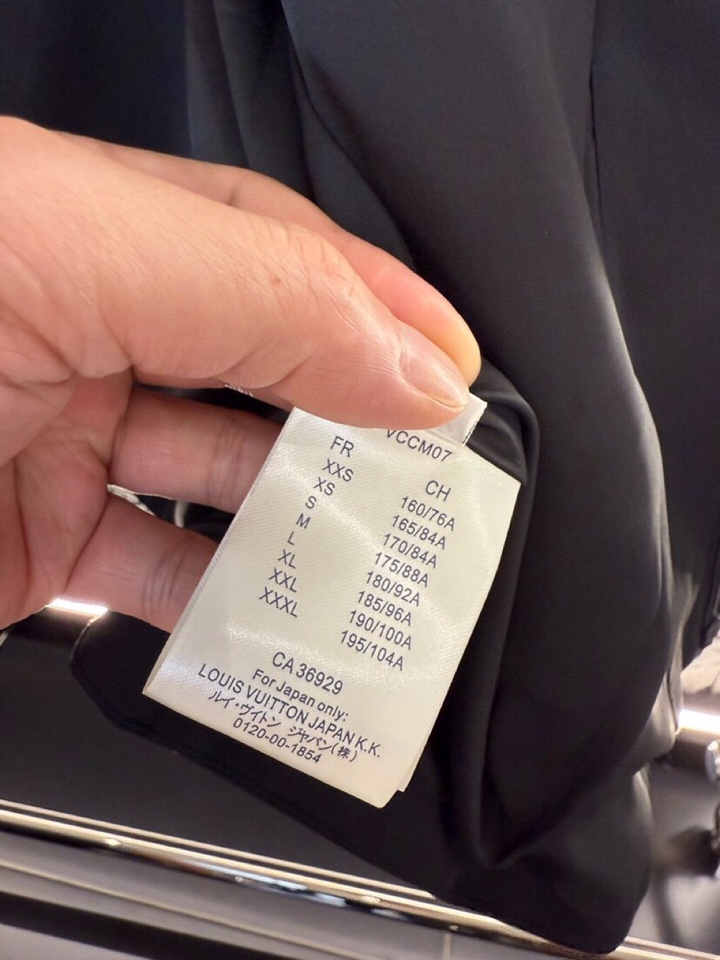 VCCM07
FR CH
XXS 160/76A
XS 165/84A
S 170/84A
M 175/88A
L 180/92A
XL 185/96A
XXL 190/100A
XXXL 195/104A
CA 36929
For Japan only:
LOUIS VUITTON JAPAN K.K.
ルイ・ヴィトン ジャパン(株)
0120-00-1854